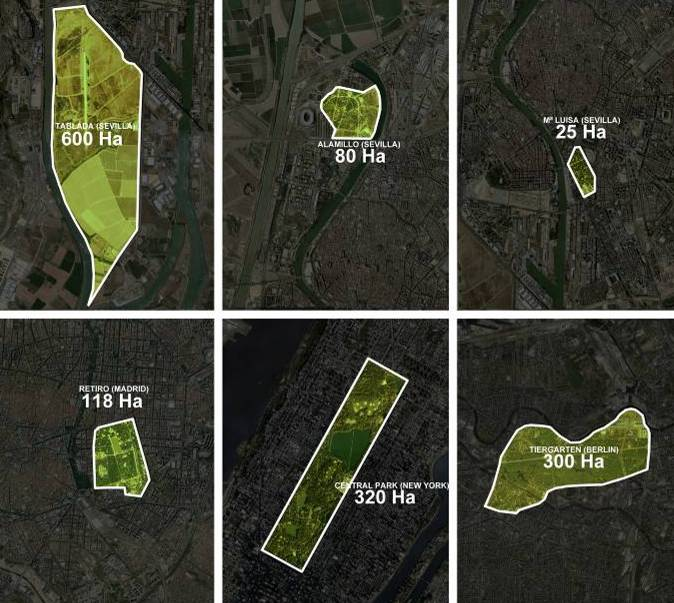 TABLADA (SEVILLA)
600 Ha
ALAMILLO (SEVILLA)
80 Ha
Mª LUISA (SEVILLA)
25 Ha
RETIRO (MADRID)
118 Ha
CENTRAL PARK (NEW YORK)
320 Ha
TIERGARTEN (BERLIN)
300 Ha